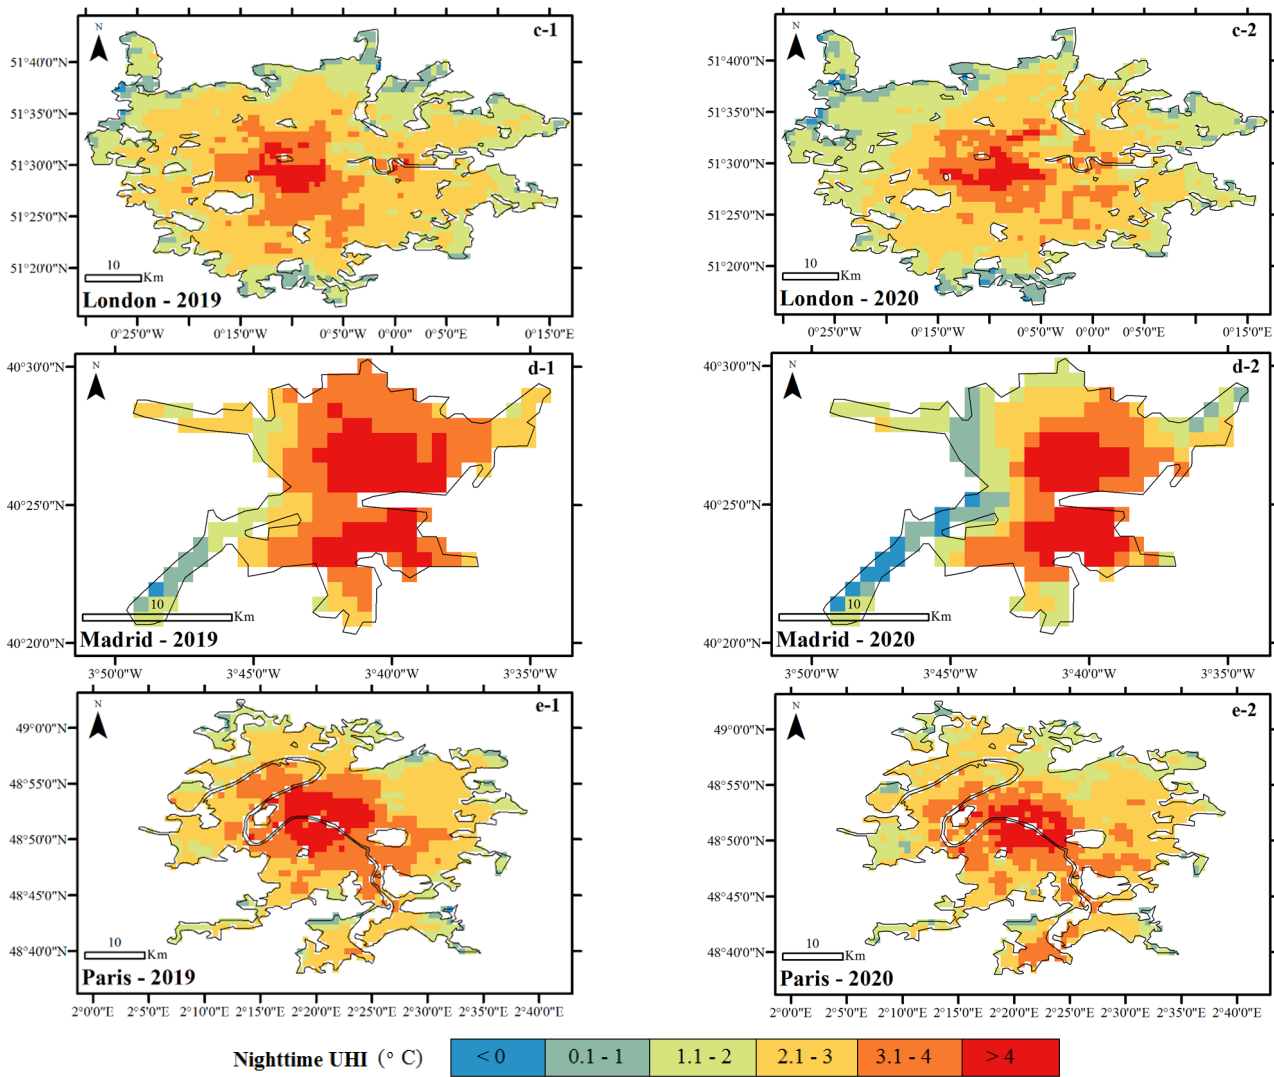 N
c-1
51°40'0"N
51°35'0"N
51°30'0"N
51°25'0"N
51°20'0"N
10
Km
London - 2019
0°25'0"W
0°15'0"W
0°5'0"W
0°0'0"
0°5'0"E
0°15'0"E
N
c-2
51°40'0"N
51°35'0"N
51°30'0"N
51°25'0"N
51°20'0"N
10
Km
London - 2020
0°25'0"W
0°15'0"W
0°5'0"W
0°0'0"
0°5'0"E
0°15'0"E
N
d-1
40°30'0"N
40°25'0"N
40°20'0"N
10
Km
Madrid - 2019
3°50'0"W
3°45'0"W
3°40'0"W
3°35'0"W
N
d-2
40°30'0"N
40°25'0"N
40°20'0"N
10
Km
Madrid - 2020
3°50'0"W
3°45'0"W
3°40'0"W
3°35'0"W
N
e-1
49°0'0"N
48°55'0"N
48°50'0"N
48°45'0"N
48°40'0"N
10
Km
Paris - 2019
2°0'0"E
2°5'0"E
2°10'0"E
2°15'0"E
2°20'0"E
2°25'0"E
2°30'0"E
2°35'0"E
2°40'0"E
N
e-2
49°0'0"N
48°55'0"N
48°50'0"N
48°45'0"N
48°40'0"N
10
Km
Paris - 2020
2°0'0"E
2°5'0"E
2°10'0"E
2°15'0"E
2°20'0"E
2°25'0"E
2°30'0"E
2°35'0"E
2°40'0"E
Nighttime UHI (° C)
< 0
0.1 - 1
1.1 - 2
2.1 - 3
3.1 - 4
> 4